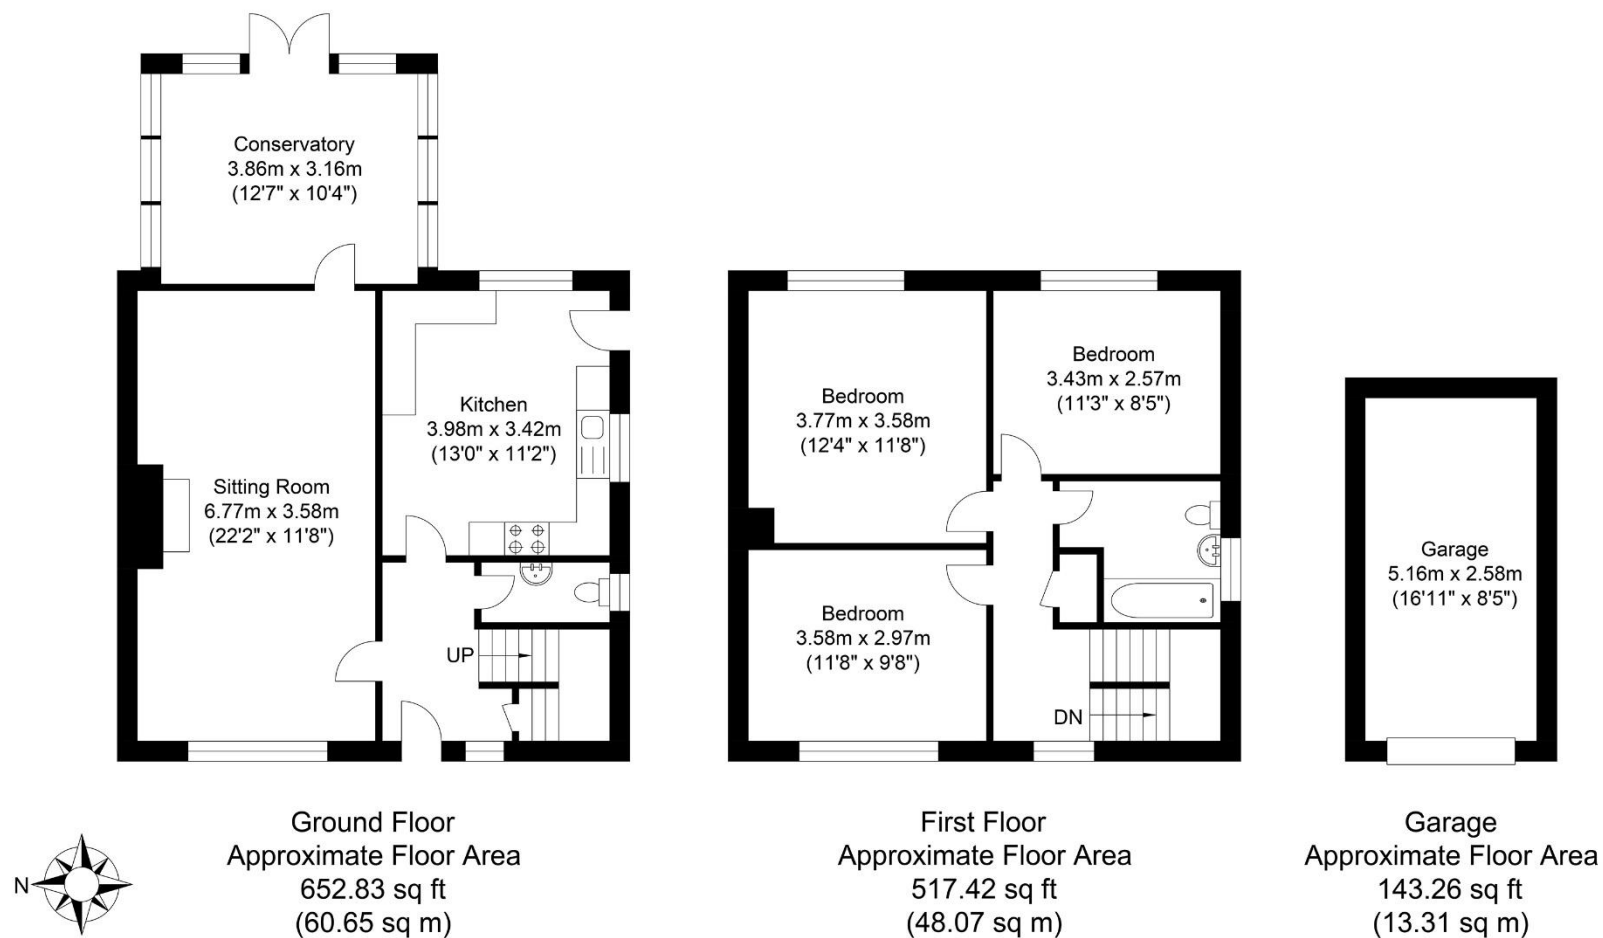 Conservatory
3.86m x 3.16m
(12'7" x 10'4")
Kitchen
3.98m x 3.42m
(13'0" x 11'2")
Sitting Room
6.77m x 3.58m
(22'2" x 11'8")
UP
Bedroom
3.77m x 3.58m
(12'4" x 11'8")
Bedroom
3.43m x 2.57m
(11'3" x 8'5")
Bedroom
3.58m x 2.97m
(11'8" x 9'8")
DN
Garage
5.16m x 2.58m
(16'11" x 8'5")
N
Ground Floor
Approximate Floor Area
652.83 sq ft
(60.65 sq m)
First Floor
Approximate Floor Area
517.42 sq ft
(48.07 sq m)
Garage
Approximate Floor Area
143.26 sq ft
(13.31 sq m)